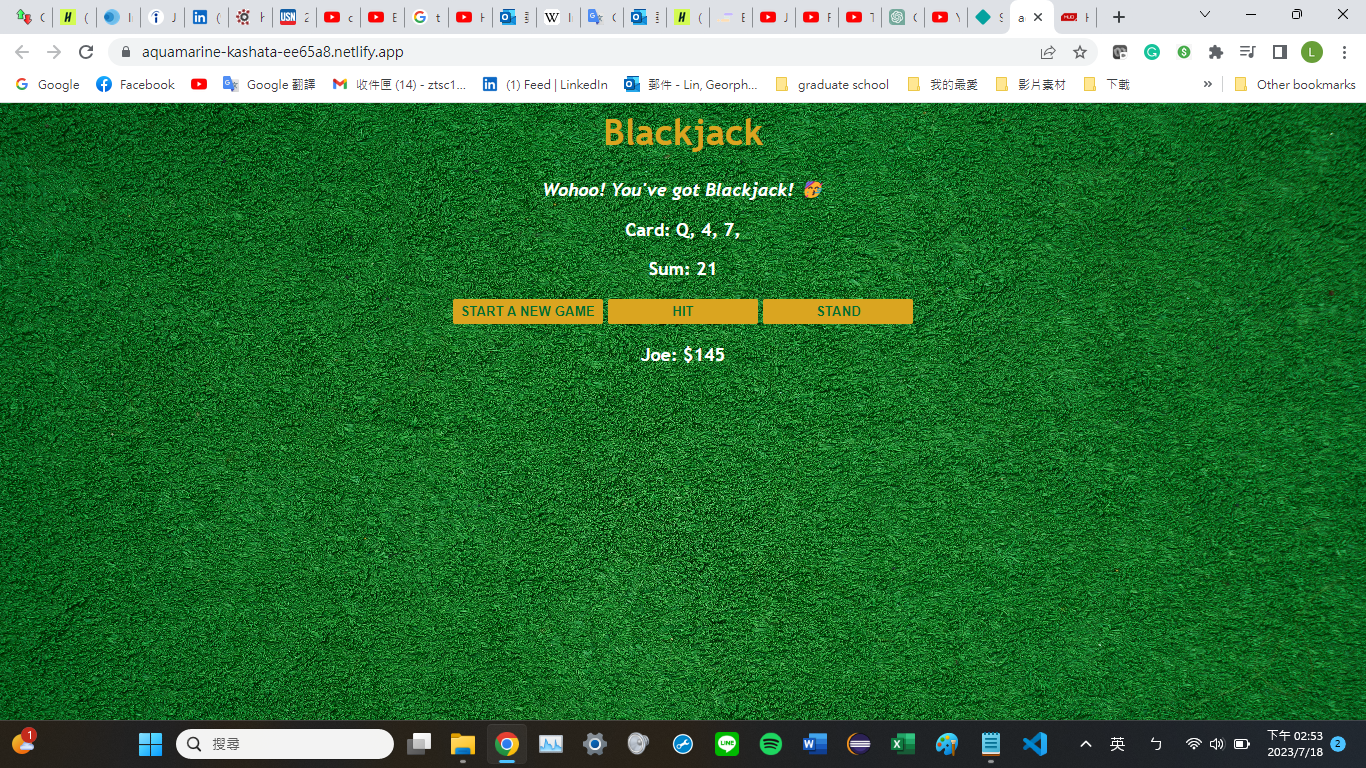 aquamarine-kashata-ee65a8.netlify.app
Google
Facebook
Google 翻譯
收件匣 (14) - ztsc1...
(1) Feed | LinkedIn
郵件 - Lin, Georph...
graduate school
我的最愛
影片素材
下載
»
Other bookmarks
Blackjack
Wohoo! You've got Blackjack! 🥳
Card: Q, 4, 7,
Sum: 21
START A NEW GAME
HIT
STAND
Joe: $145
1
搜尋
英
ㄅ
下午 02:53
2023/7/18
2